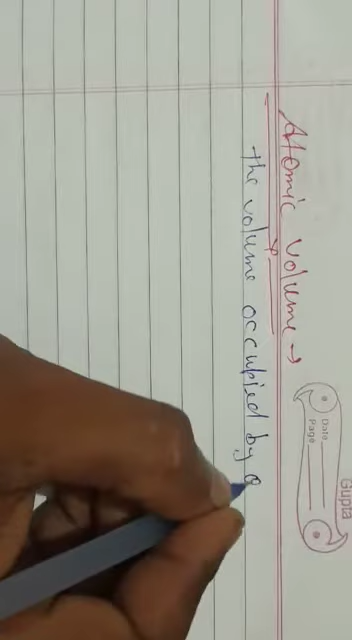 Gupta
Date
Page
Atomic Volume →
the volume occupied by